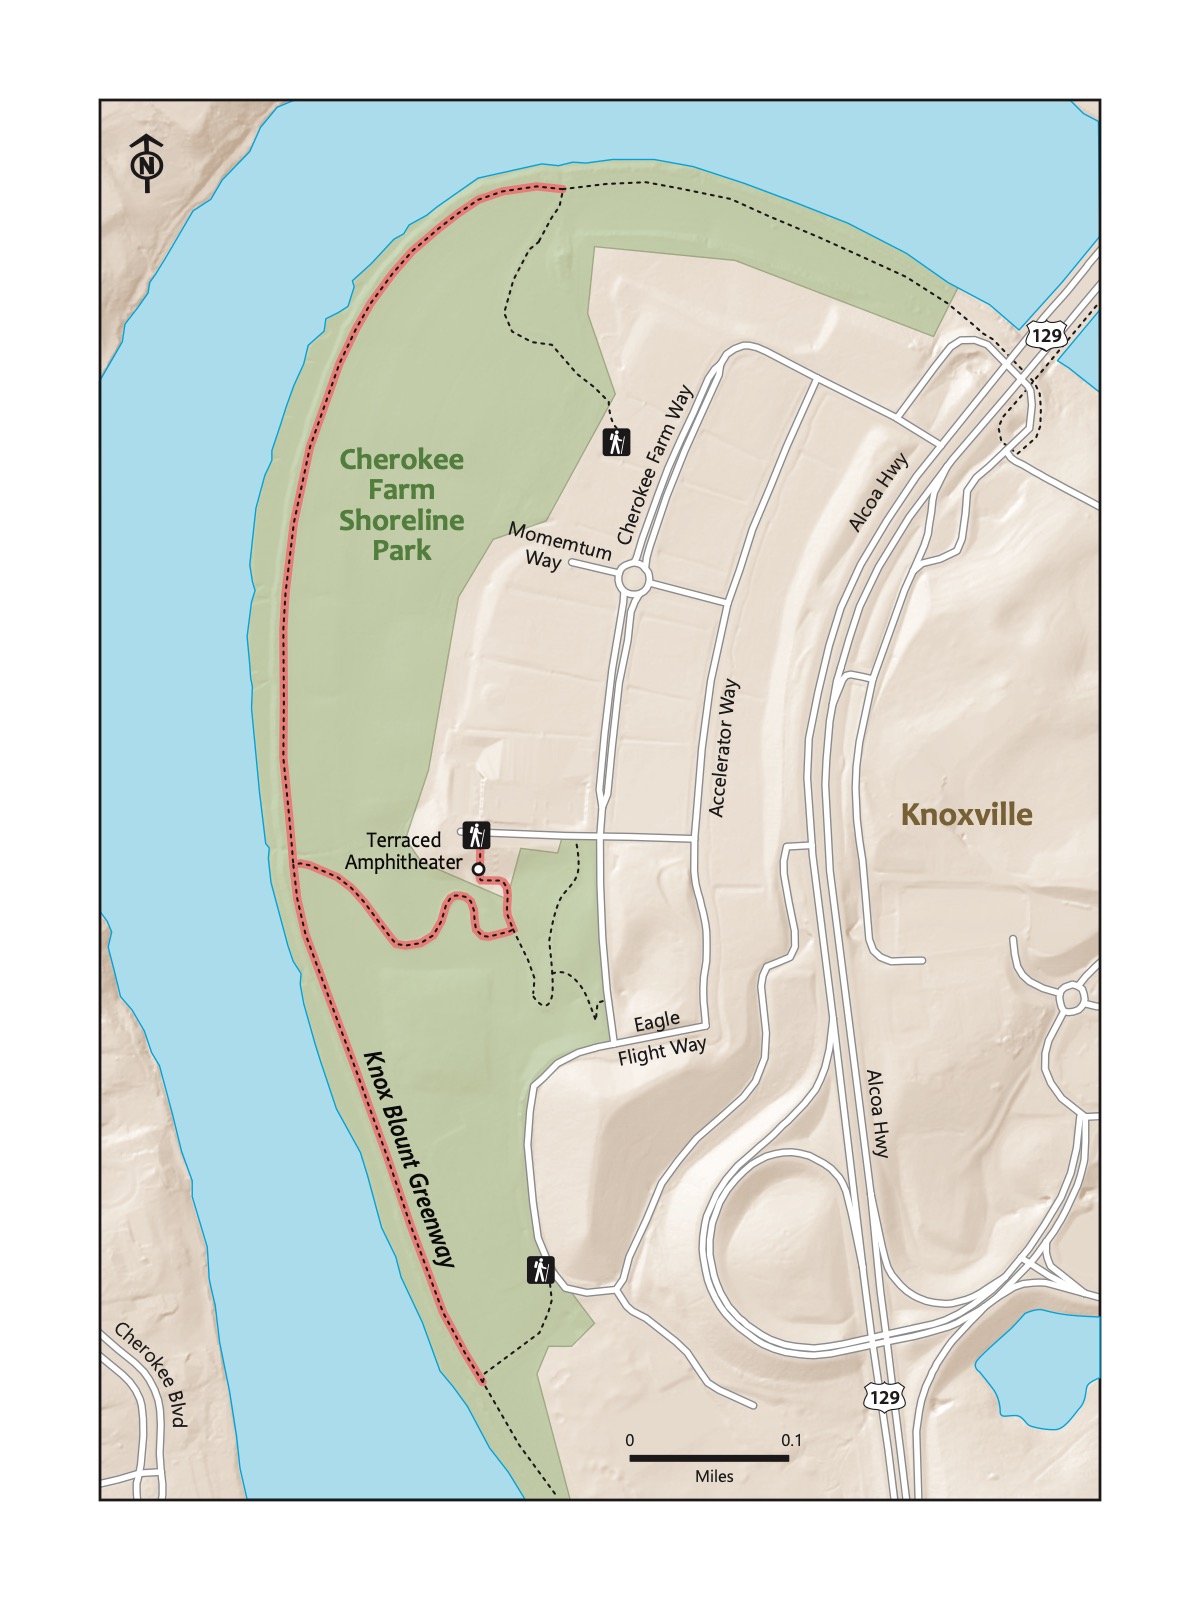 N
129
Cherokee
Farm
Shoreline
Park
Cherokee Farm Way
Alcoa Hwy
Momemtum
Way
Accelerator Way
Knoxville
Terraced
Amphitheater
Eagle
Flight Way
Knox Blount Greenway
Alcoa Hwy
Cherokee Blvd
129
0 0.1
Miles